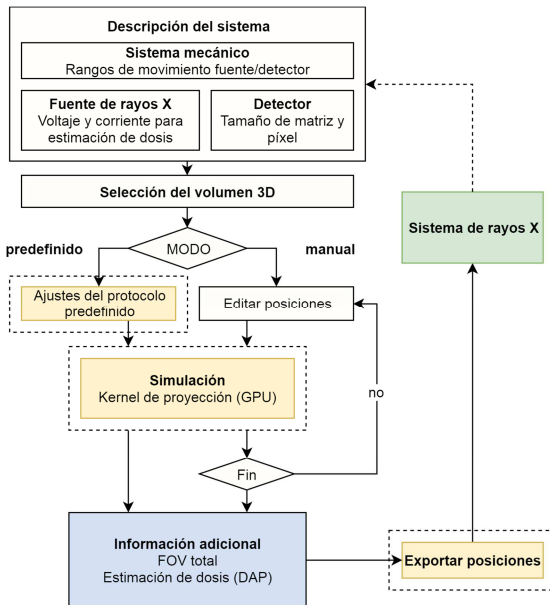 Descripción del sistema
Sistema mecánico
Rangos de movimiento fuente/detector
Fuente de rayos X
Voltaje y corriente para
estimación de dosis
Detector
Tamaño de matriz y
píxel
Selección del volumen 3D
predefinido
MODO
manual
Sistema de rayos X
Ajustes del protocolo
predefinido
Editar posiciones
Simulación
Kernel de proyección (GPU)
no
Fin
Información adicional
FOV total
Estimación de dosis (DAP)
Exportar posiciones